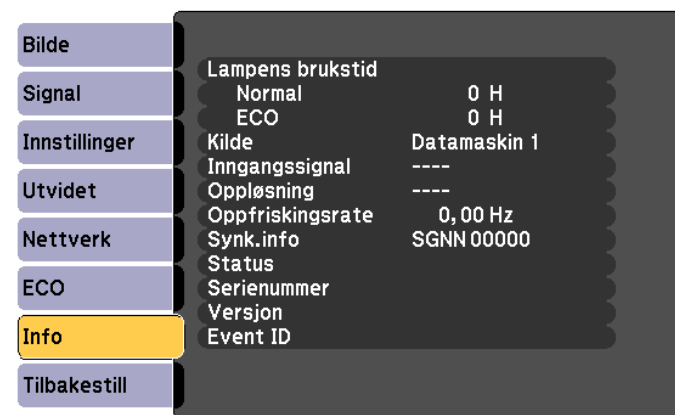 Bilde
Signal
Innstillinger
Utvidet
Nettverk
ECO
Info
Tilbakestill
Lampens brukstid
Normal 0 H
ECO 0 H
Kilde Datamaskin 1
Inngangssignal ----
Oppløsning ----
Oppfriskingsrate 0,00 Hz
Synk.info SGNN 00000
Status
Serienummer
Versjon
Event ID